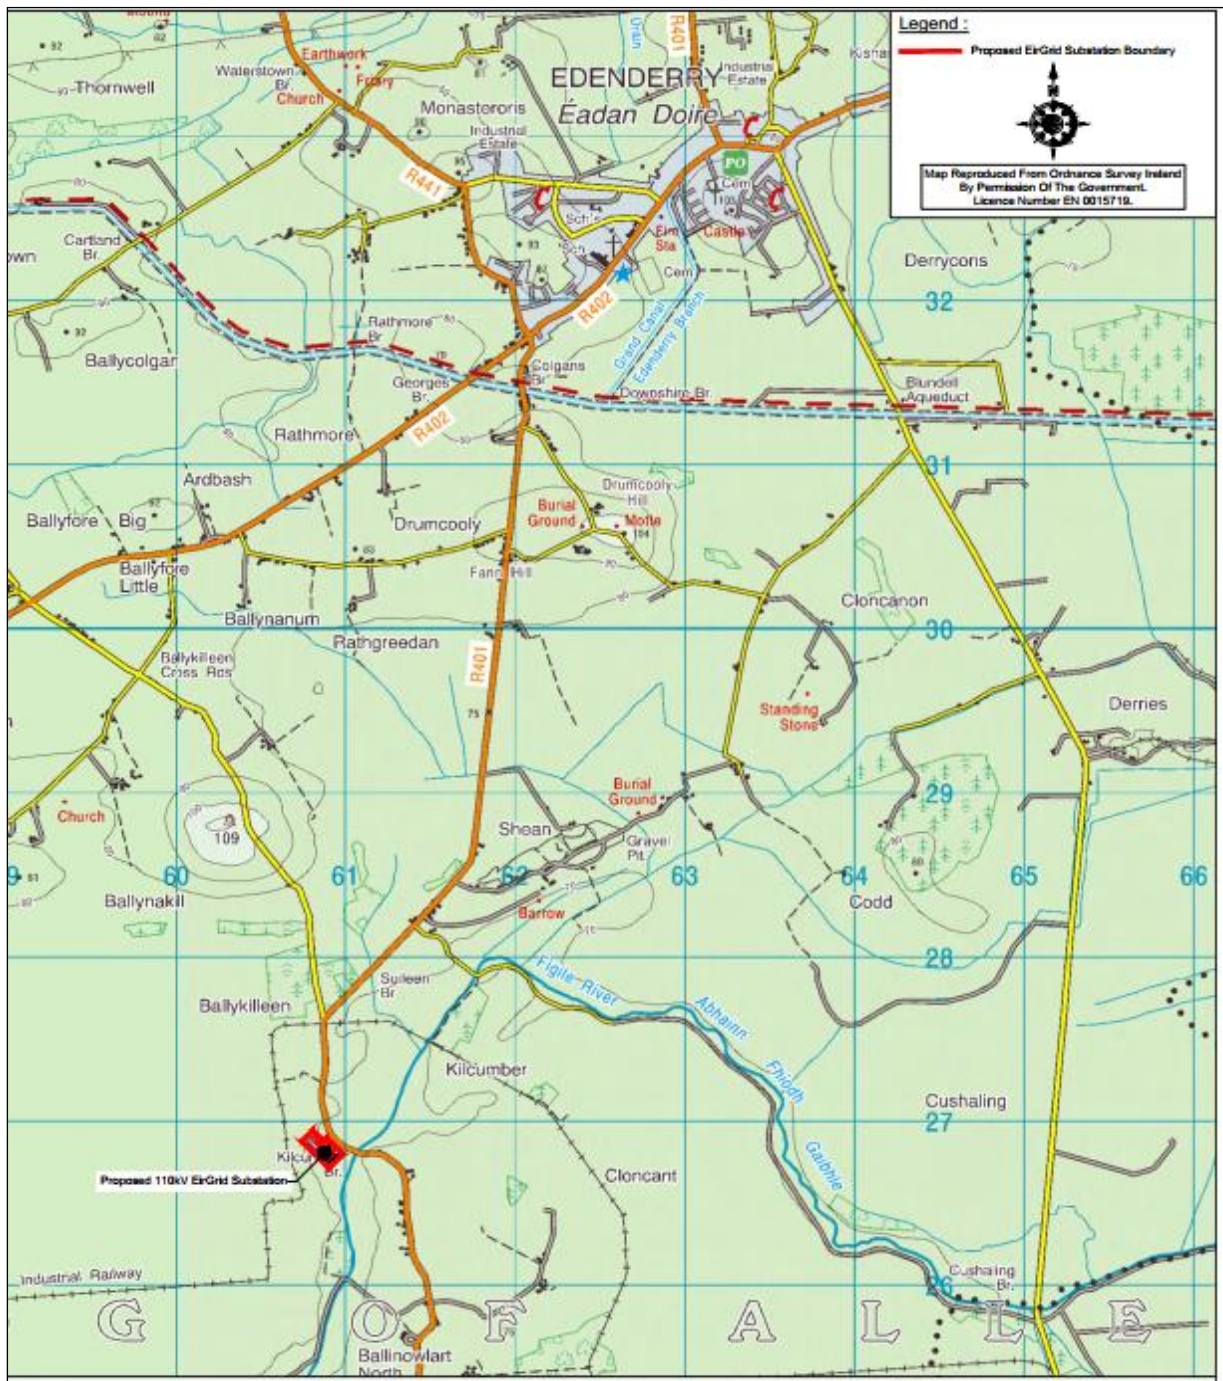 Legend :
Proposed EirGrid Substation Boundary
N
Map Reproduced From Ordnance Survey Ireland
By Permission Of The Government.
Licence Number EN 0015719.
Thornwell
Waterstown
Br.
Earthwork
Friary
Church
Monasteroris
Industrial
Estate
EDENDERRY
Éadan Doire
Industrial
Estate
R401
R441
PO
Cem
Sch's
Sch
Fire
Sta
Castle
Cem
Cartland
Br.
Derrycons
32
R402
Grand Canal
Edenderry Branch
Rathmore
Br
Ballycolgan
Georges
Br.
Colgans
Br.
Downshire Br.
Blundell
Aqueduct
R402
Rathmore
31
Ardbash
Drumcooly
Hill
Ballyfore Big
Drumcooly
Burial
Ground
Motte
104
Ballyfore
Little
Ballynanum
Rathgreedan
Cloncanon
30
Ballykilleen
Cross Rds
R401
75
Standing
Stone
Derries
29
Church
109
Shean
Burial
Ground
Gravel
Pit
60
61
62
63
64
65
66
Ballynakill
Barrow
Codd
28
Ballykilleen
Figile River
Abhainn
Fhiodh
Gaibhle
Kilcumber
Cushaling
27
Br.
Proposed 110kV EirGrid Substation
Cloncant
Industrial Railway
Cushaling
Br.
26
G O F A L L E
Ballinowlart
North